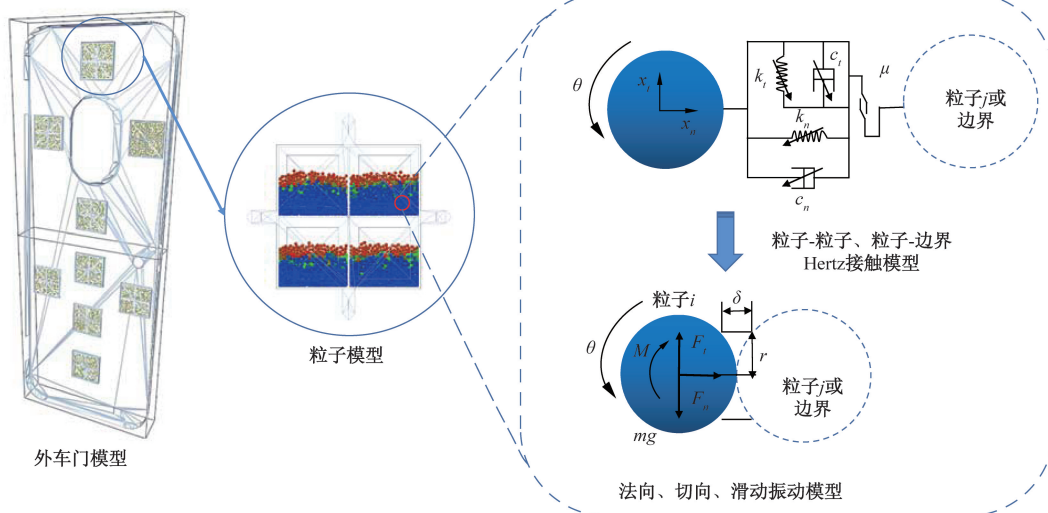 外车门模型
粒子模型
θ
x_t
x_n
k_t
c_t
k_n
c_n
μ
粒子j或
边界
粒子-粒子、粒子-边界
Hertz接触模型
粒子i
δ
θ
M
F_t
F_n
r
mg
粒子j或
边界
法向、切向、滑动振动模型